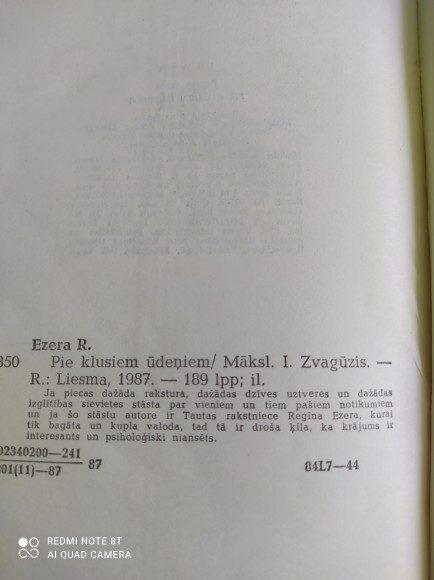 Ezera R.
350 Pie klusiem ūdeņiem/ Māksl. I. Zvagūzis. —
R.: Liesma, 1987. — 189 lpp; il.
Ja piecas dažāda rakstura, dažādas dzīves uztveres un dažādas
izglītības sievietes stāsta par vieniem un tiem pašiem notikumiem
un ja šo stāstu autore ir Tautas rakstniece Regīna Ezera, kurai
tik bagāta un kupla valoda, tad tā ir droša ķīla, ka krājums ir
interesants un psiholoģiski niansēts.
02340200—241
801(11)—87 87 84L7—44
REDMI NOTE 8T
AI QUAD CAMERA